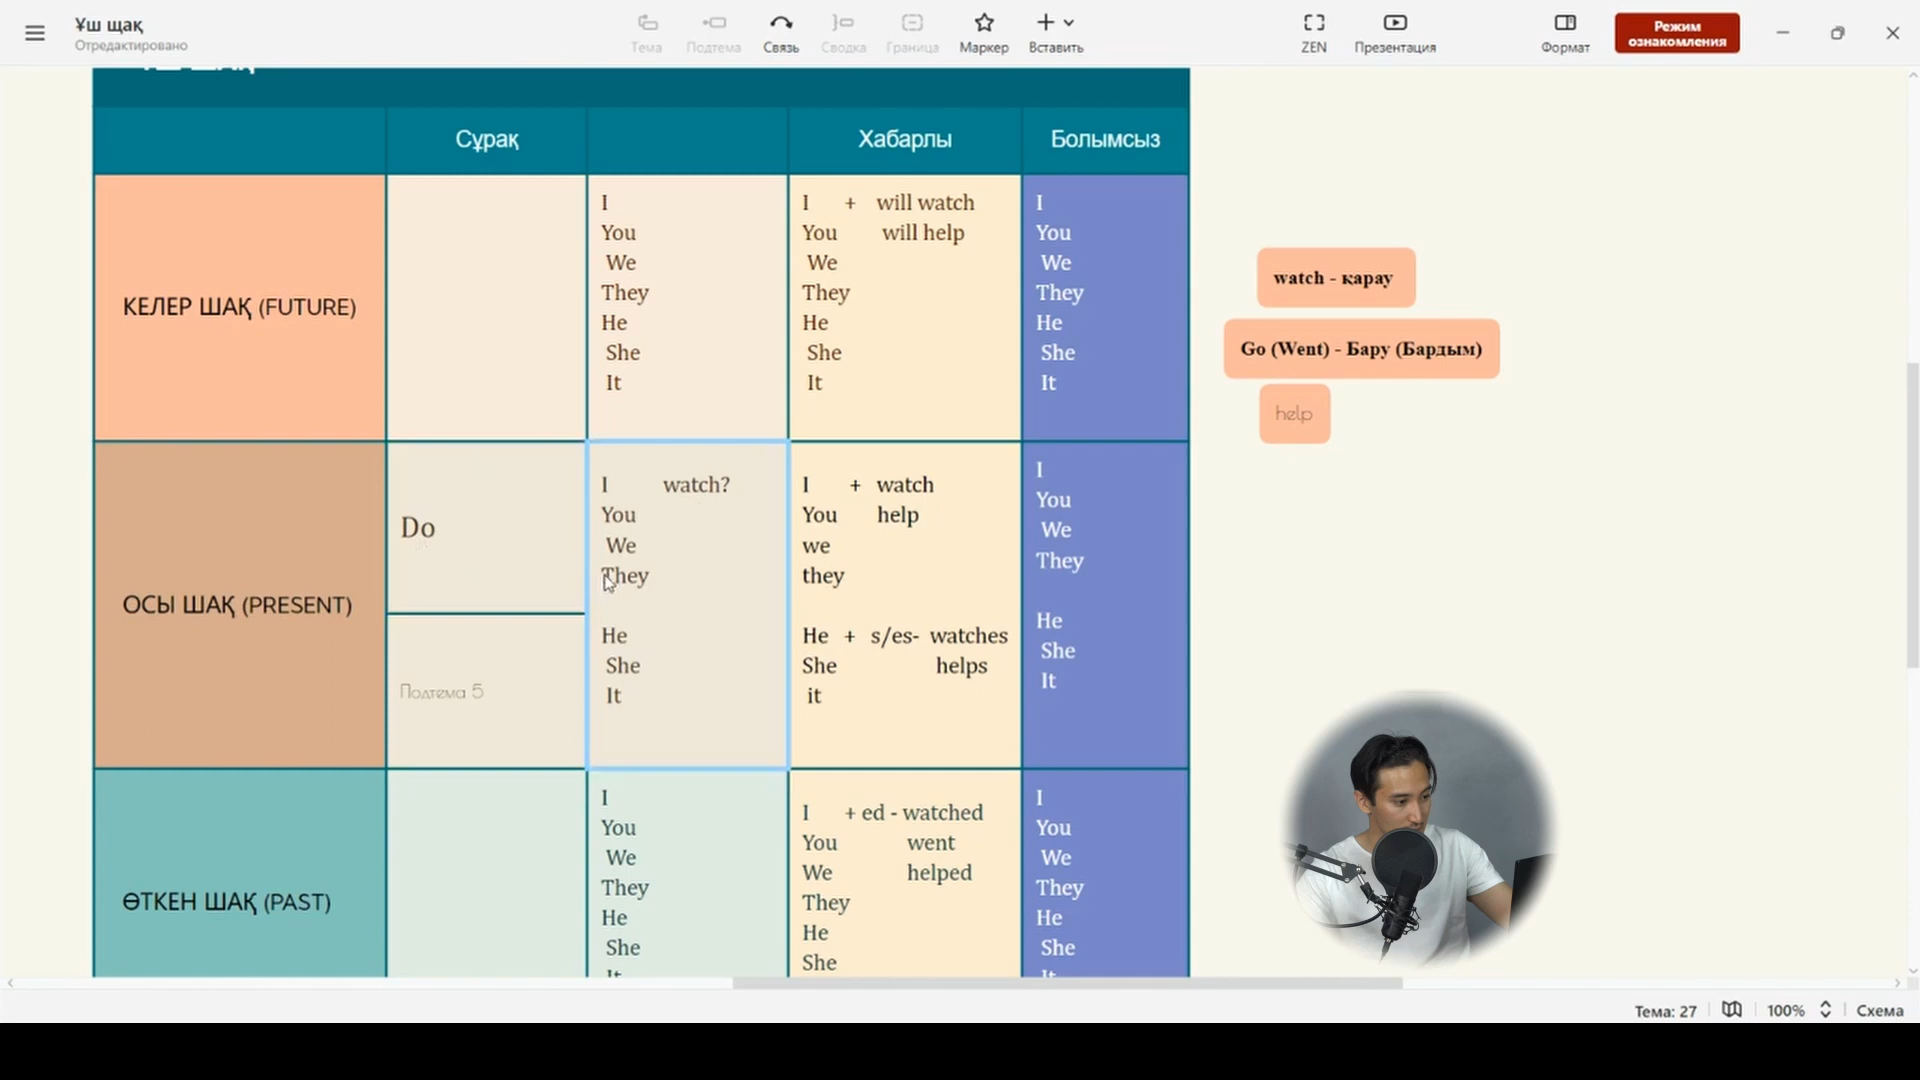 Ұш щақ
Отредактировано
Тема
Подтема
Связь
Сводка
Граница
Маркер
Вставить
ZEN
Презентация
Формат
Режим
ознакомления
Сұрақ
Хабарлы
Болымсыз
КЕЛЕР ШАҚ (FUTURE)
I
You
We
They
He
She
It
I + will watch
You will help
We
They
He
She
It
I
You
We
They
He
She
It
ОСЫ ШАҚ (PRESENT)
Do
Подтема 5
I watch?
You
We
They
He
She
It
I + watch
You help
we
they
He + s/es- watches
She helps
it
I
You
We
They
He
She
It
ӨТКЕН ШАҚ (PAST)
I
You
We
They
He
She
It
I + ed - watched
You went
We helped
They
He
She
I
You
We
They
He
She
It
watch - қарау
Go (Went) - Бару (Бардым)
help
Тема: 27
100%
Схема